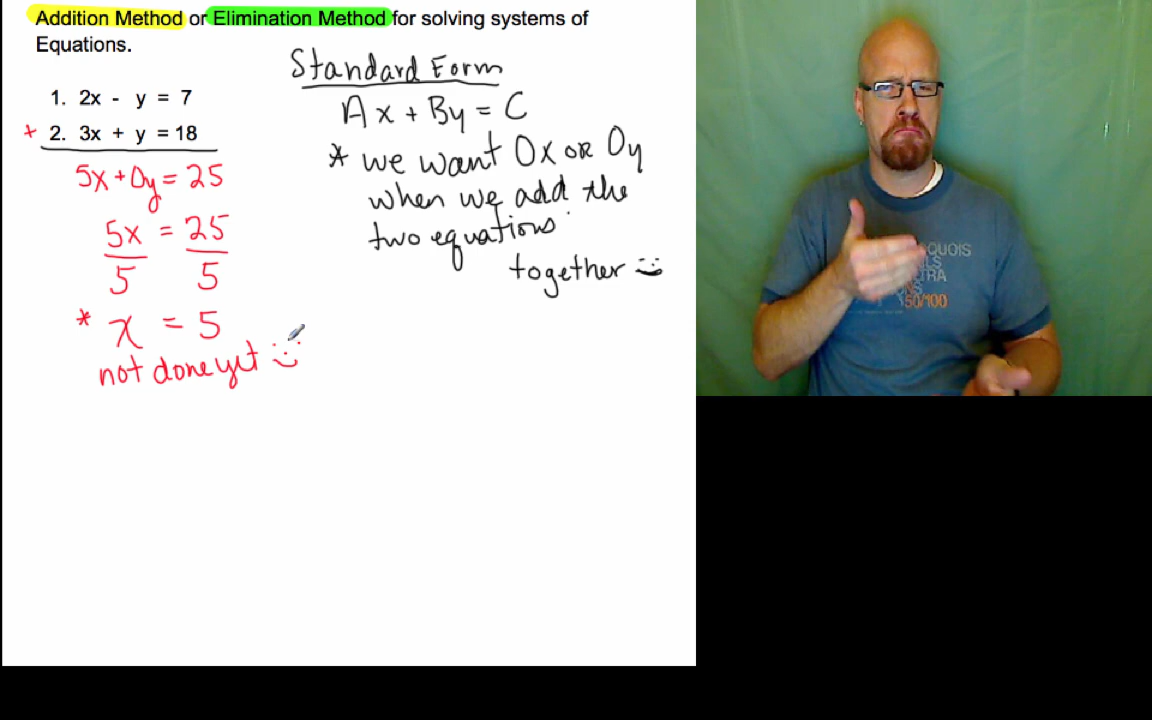 Addition Method or Elimination Method for solving systems of
Equations.
Standard Form
Ax + By = C
* we want 0x OR 0y
when we add the
two equations
together
1. 2x - y = 7
+ 2. 3x + y = 18
5x + 0y = 25
5x = 25
5 5
* x = 5
not done yet
50/100